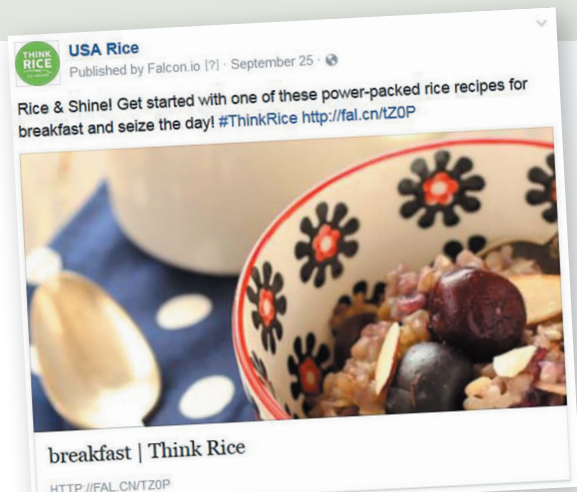 THINK
RICE
USA Rice
Published by Falcon.io [?] · September 25 ·
Rice & Shine! Get started with one of these power-packed rice recipes for
breakfast and seize the day! #ThinkRice http://fal.cn/tZ0P
breakfast | Think Rice
HTTP://FAL.CN/TZ0P